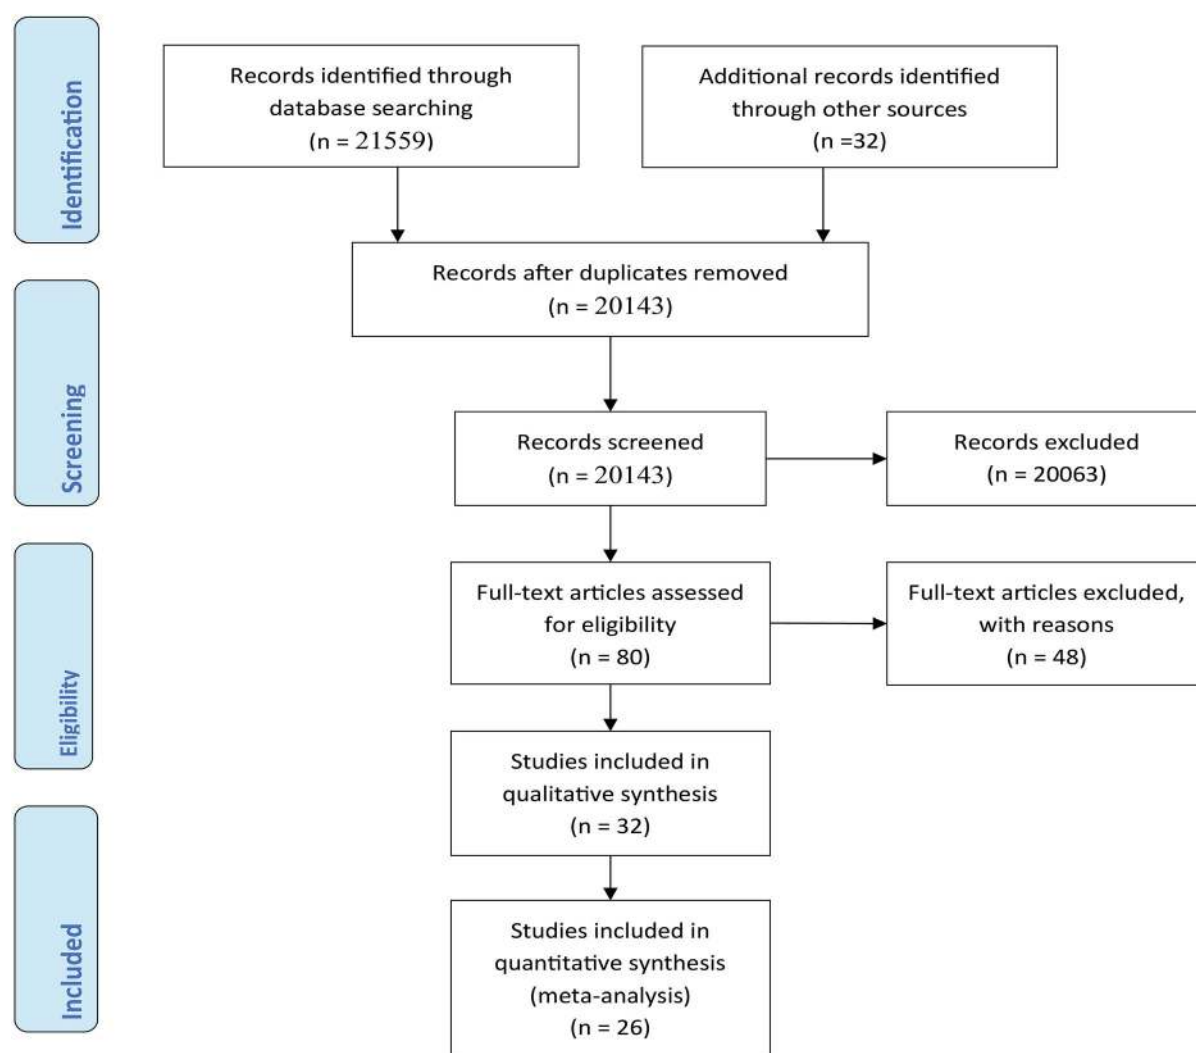 Identification
Records identified through
database searching
(n = 21559)
Additional records identified
through other sources
(n =32)
Records after duplicates removed
(n = 20143)
Screening
Records screened
(n = 20143)
Records excluded
(n = 20063)
Eligibility
Full-text articles assessed
for eligibility
(n = 80)
Full-text articles excluded,
with reasons
(n = 48)
Studies included in
qualitative synthesis
(n = 32)
Included
Studies included in
quantitative synthesis
(meta-analysis)
(n = 26)